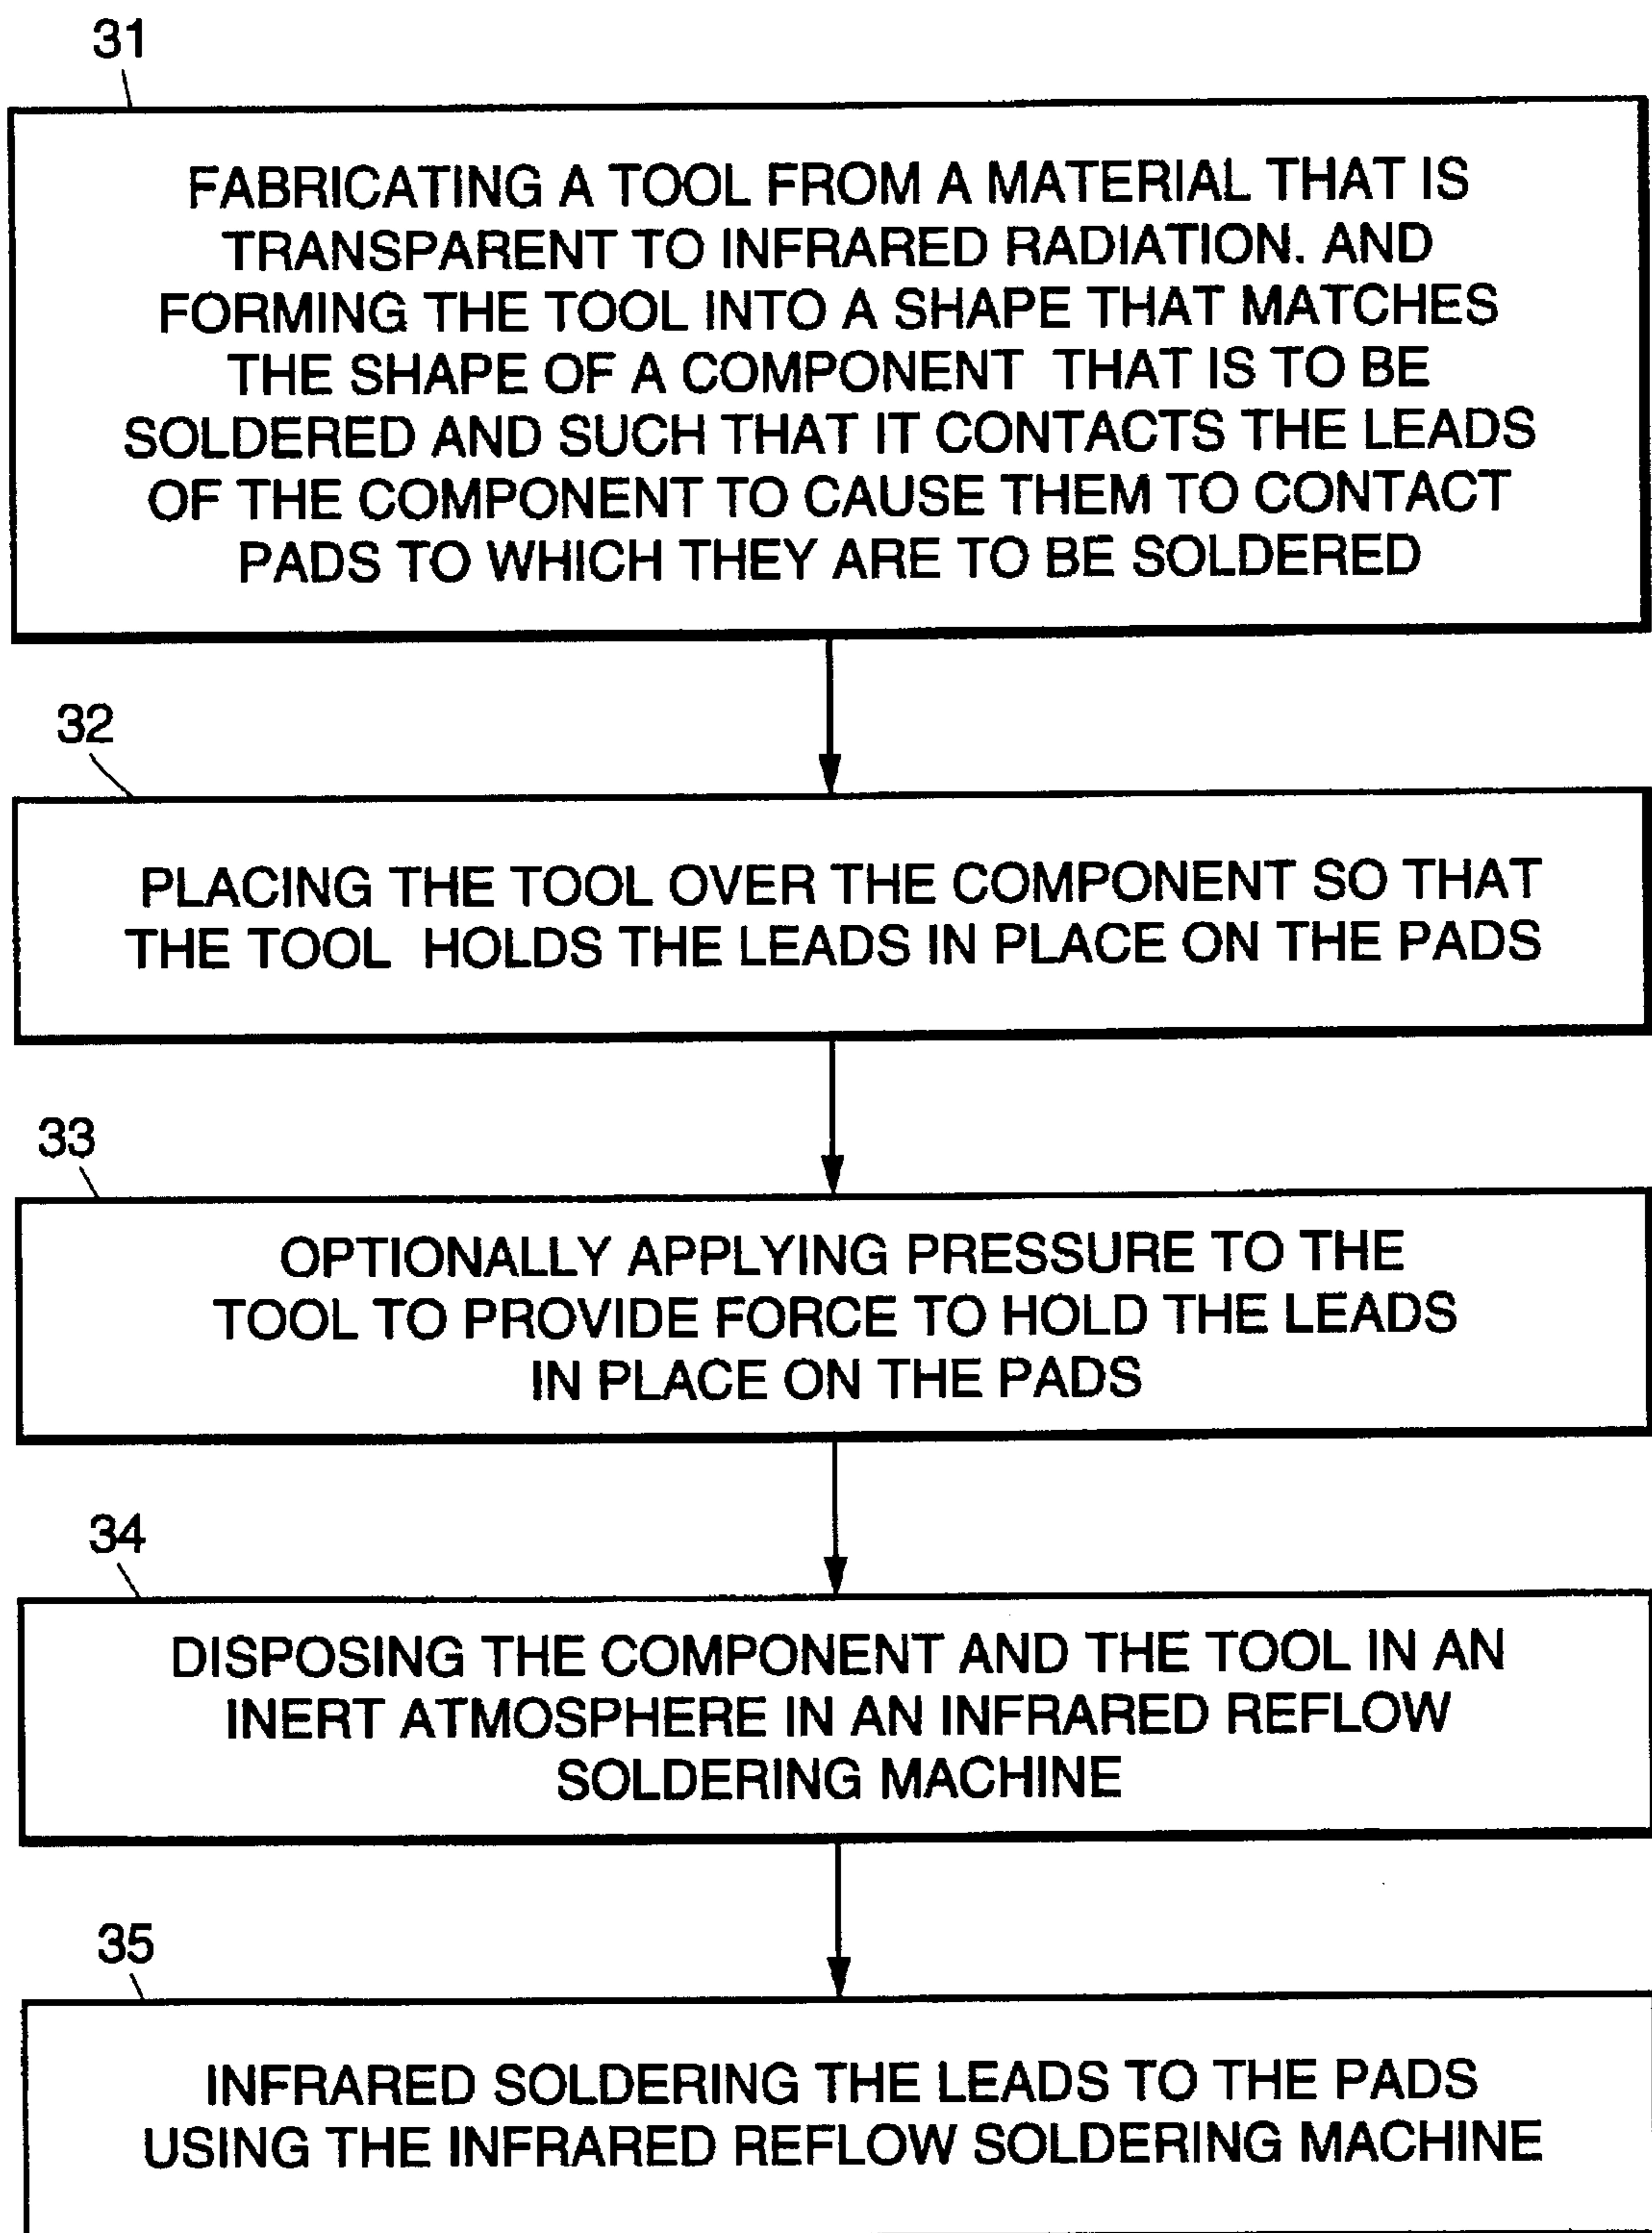 31
FABRICATING A TOOL FROM A MATERIAL THAT IS
TRANSPARENT TO INFRARED RADIATION. AND
FORMING THE TOOL INTO A SHAPE THAT MATCHES
THE SHAPE OF A COMPONENT THAT IS TO BE
SOLDERED AND SUCH THAT IT CONTACTS THE LEADS
OF THE COMPONENT TO CAUSE THEM TO CONTACT
PADS TO WHICH THEY ARE TO BE SOLDERED
32
PLACING THE TOOL OVER THE COMPONENT SO THAT
THE TOOL HOLDS THE LEADS IN PLACE ON THE PADS
33
OPTIONALLY APPLYING PRESSURE TO THE
TOOL TO PROVIDE FORCE TO HOLD THE LEADS
IN PLACE ON THE PADS
34
DISPOSING THE COMPONENT AND THE TOOL IN AN
INERT ATMOSPHERE IN AN INFRARED REFLOW
SOLDERING MACHINE
35
INFRARED SOLDERING THE LEADS TO THE PADS
USING THE INFRARED REFLOW SOLDERING MACHINE